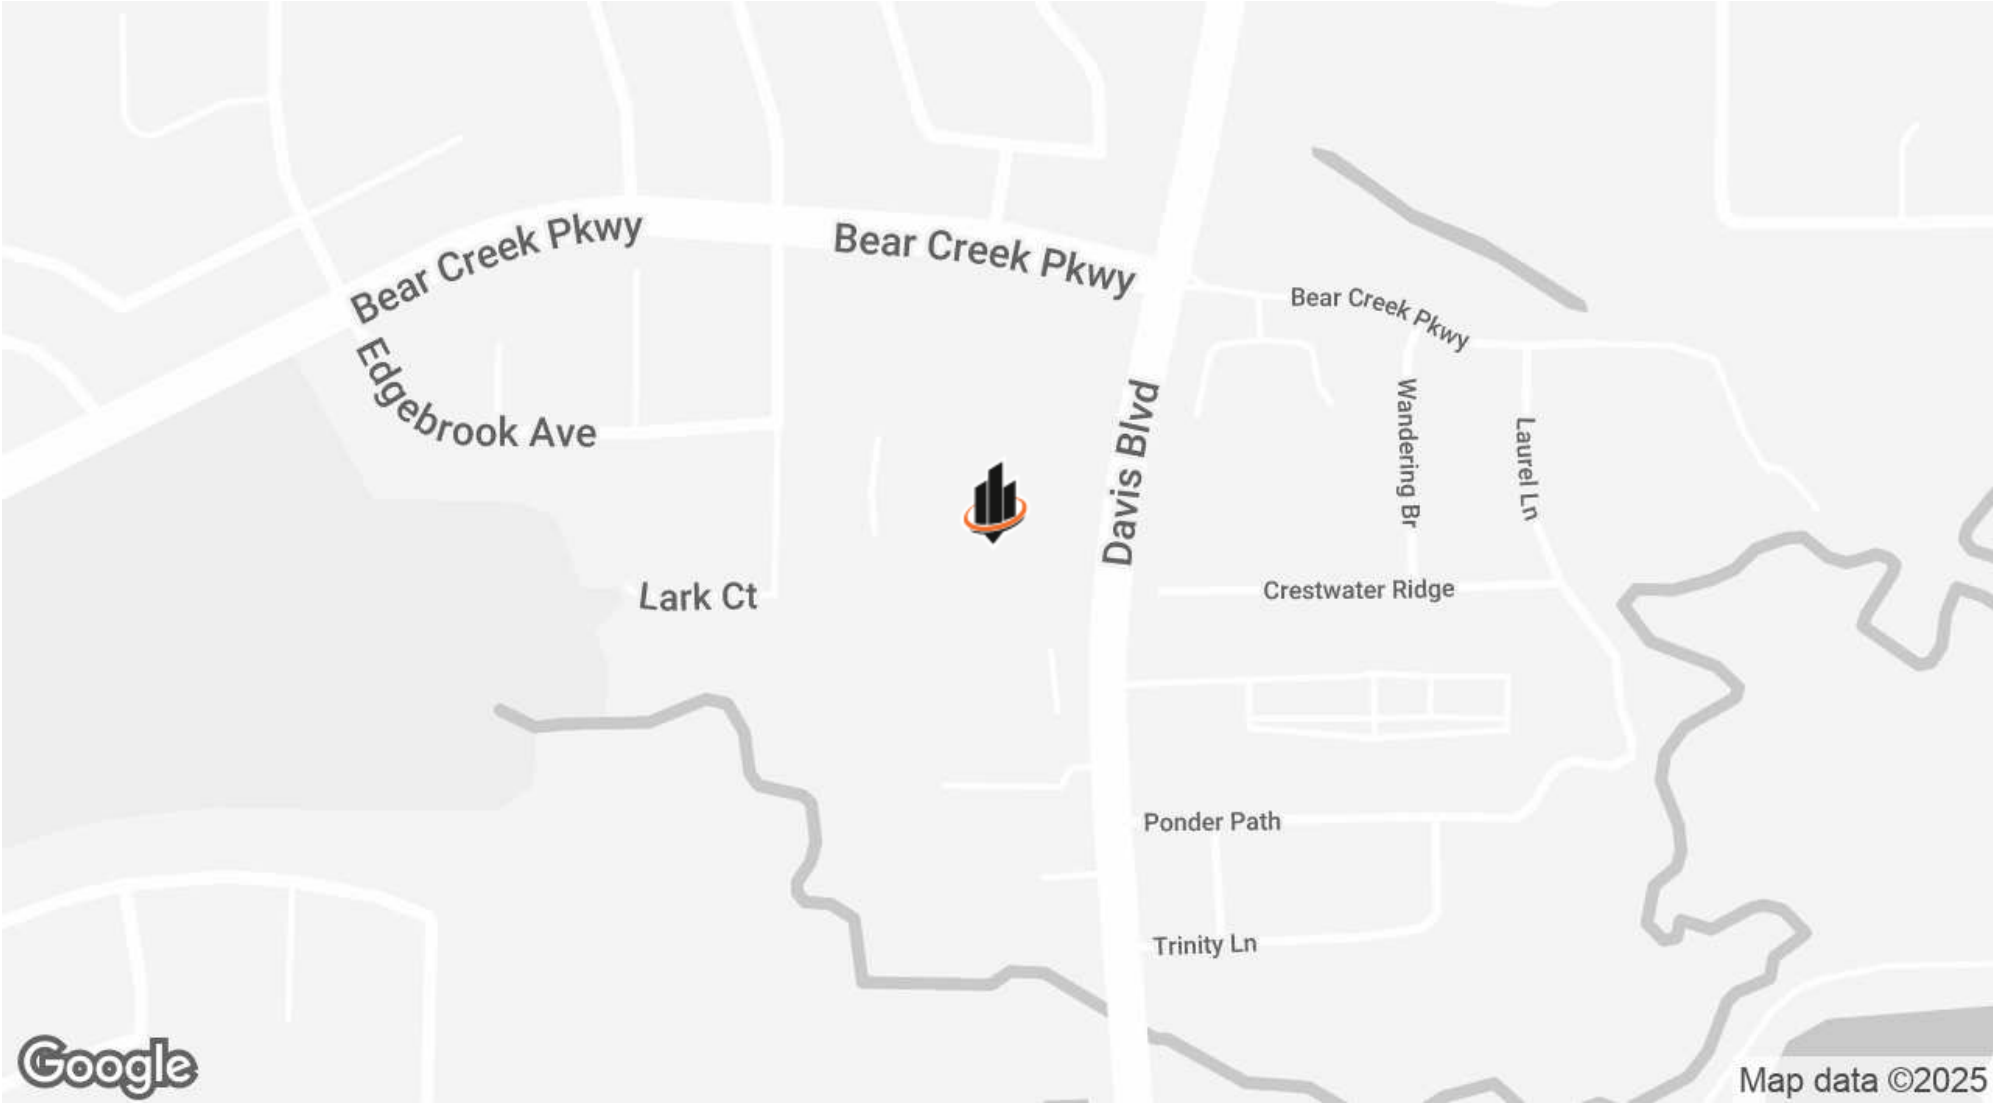 Bear Creek Pkwy
Bear Creek Pkwy
Bear Creek Pkwy
Edgebrook Ave
Davis Blvd
Wandering Br
Laurel Ln
Lark Ct
Crestwater Ridge
Ponder Path
Trinity Ln
Google
Map data ©2025